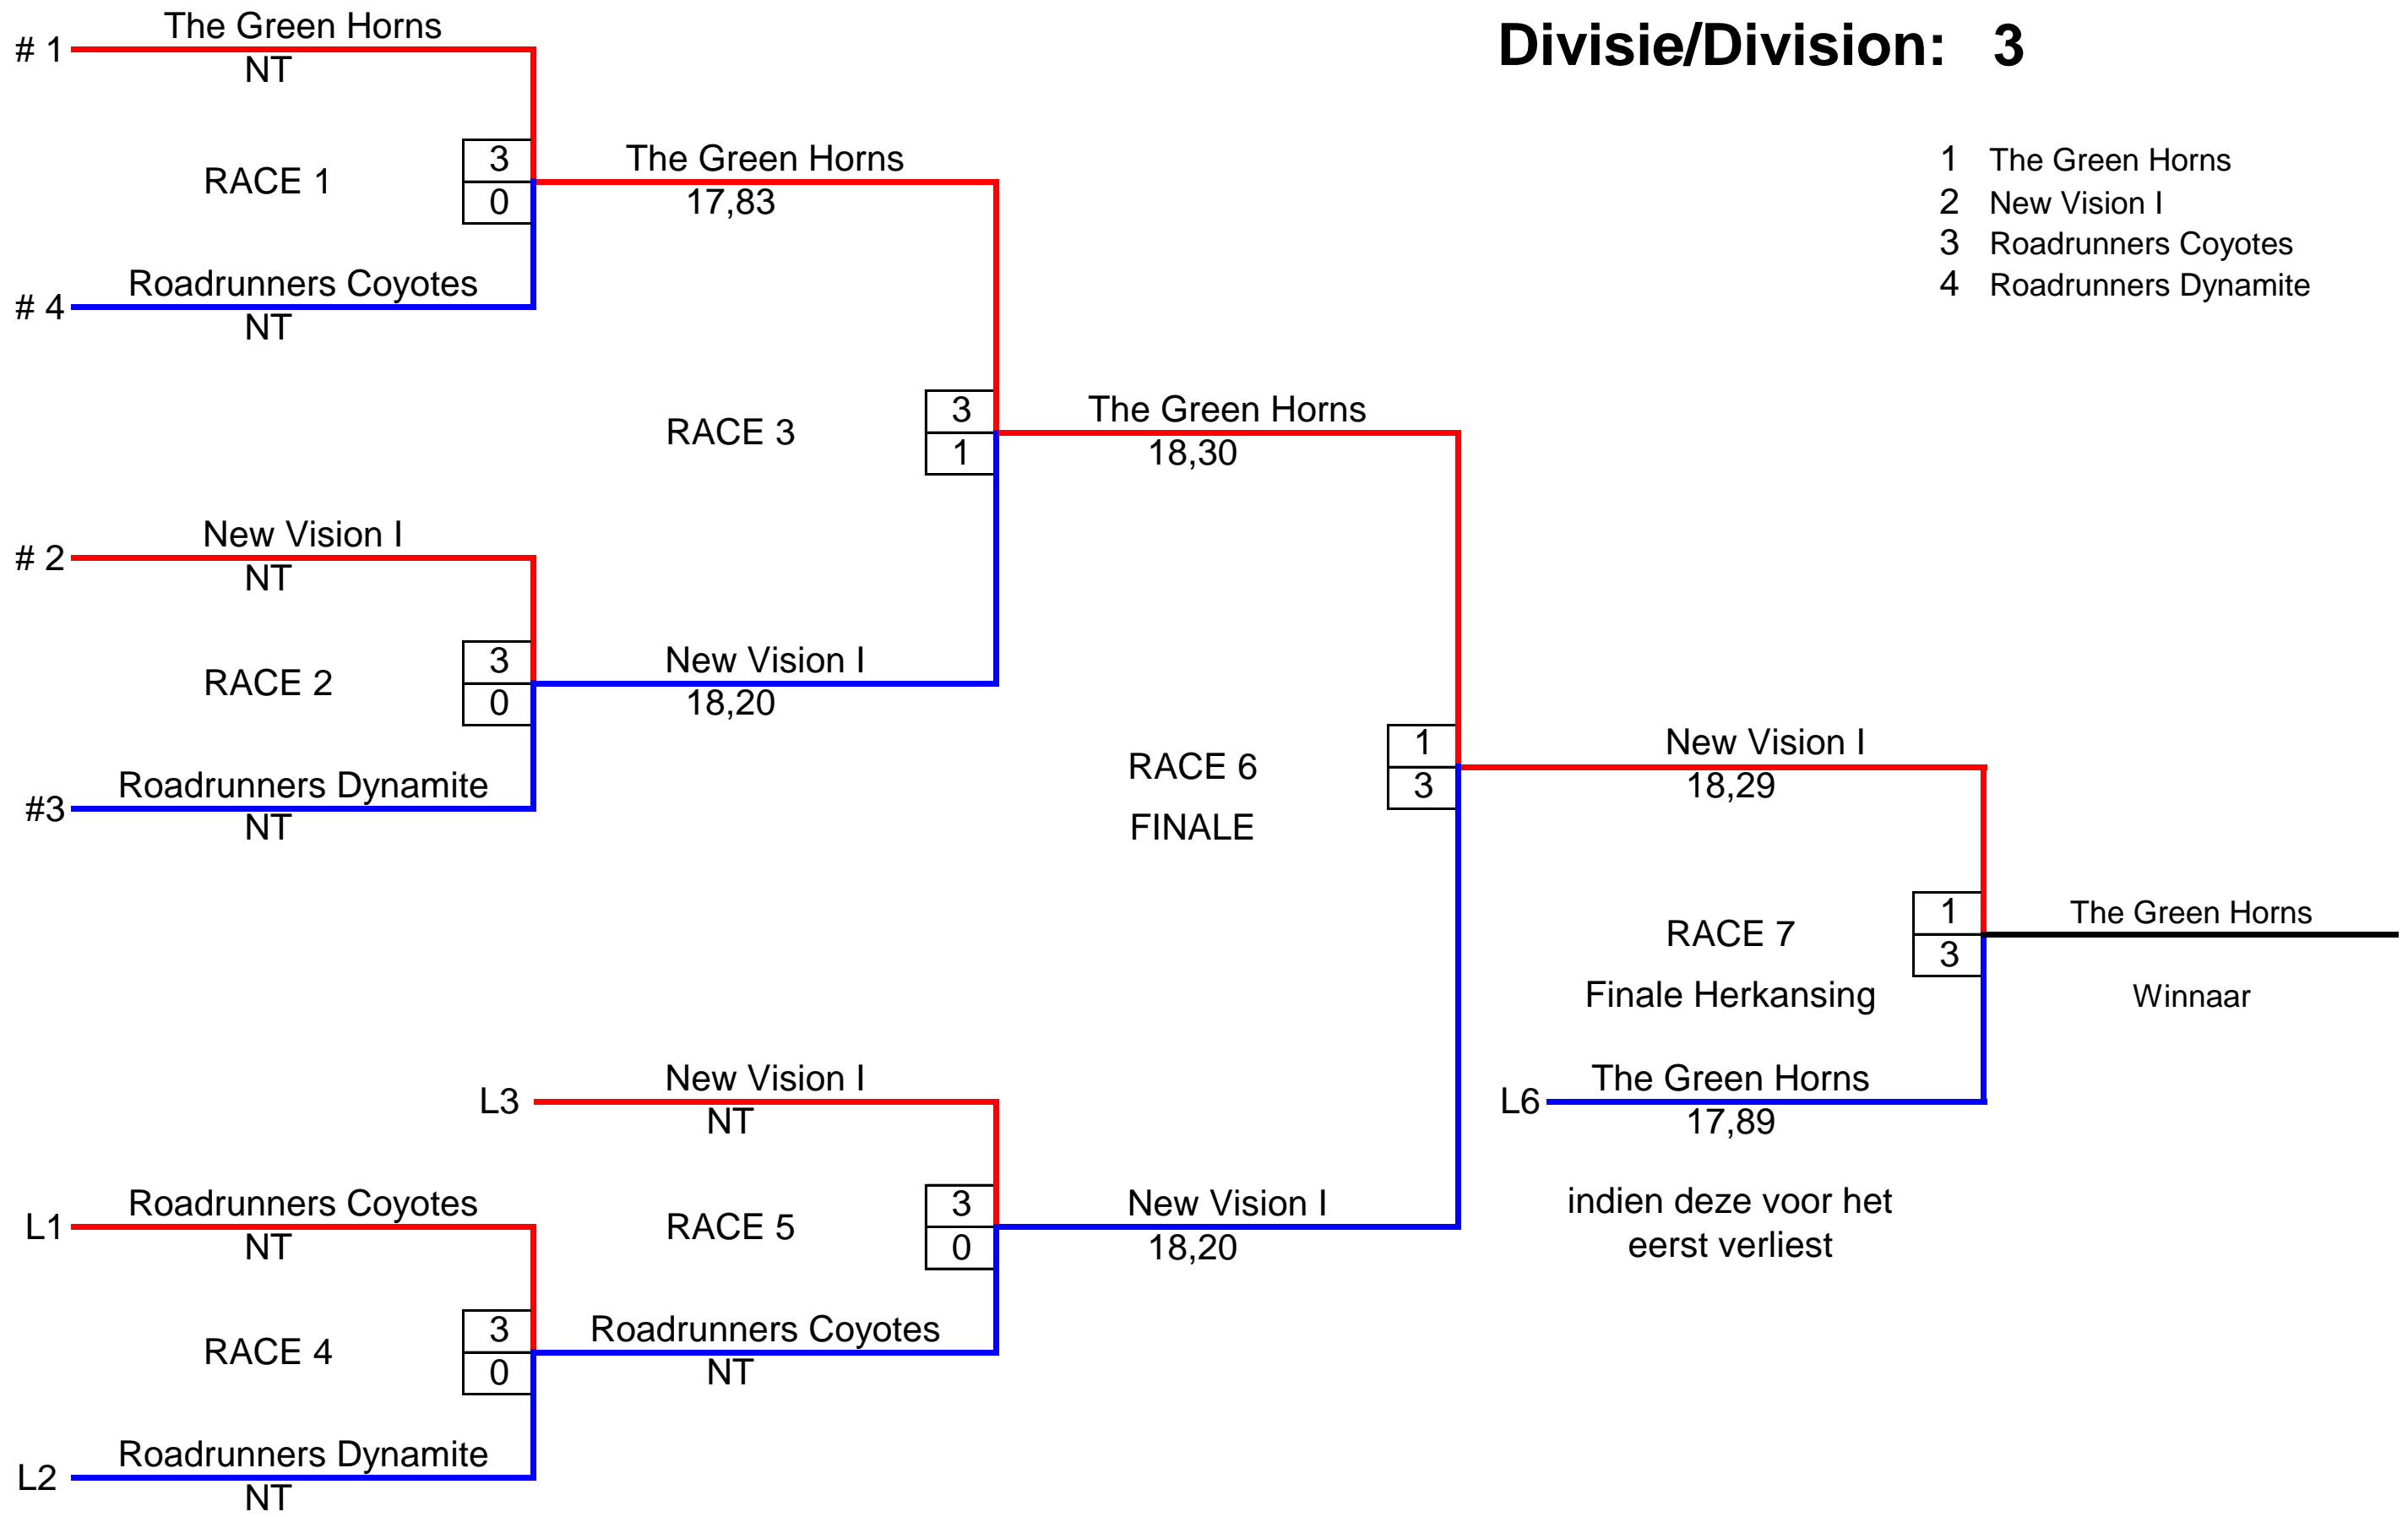 Divisie/Division: 3
1 The Green Horns
2 New Vision I
3 Roadrunners Coyotes
4 Roadrunners Dynamite
# 1
The Green Horns
NT
RACE 1
3
0
# 4
Roadrunners Coyotes
NT
The Green Horns
17,83
# 2
New Vision I
NT
RACE 2
3
0
#3
Roadrunners Dynamite
NT
New Vision I
18,20
RACE 3
3
1
The Green Horns
18,30
L1
Roadrunners Coyotes
NT
RACE 4
3
0
L2
Roadrunners Dynamite
NT
L3
New Vision I
NT
RACE 5
3
0
Roadrunners Coyotes
NT
New Vision I
18,20
RACE 6
FINALE
1
3
New Vision I
18,29
RACE 7
Finale Herkansing
1
3
L6
The Green Horns
17,89
indien deze voor het
eerst verliest
The Green Horns
Winnaar